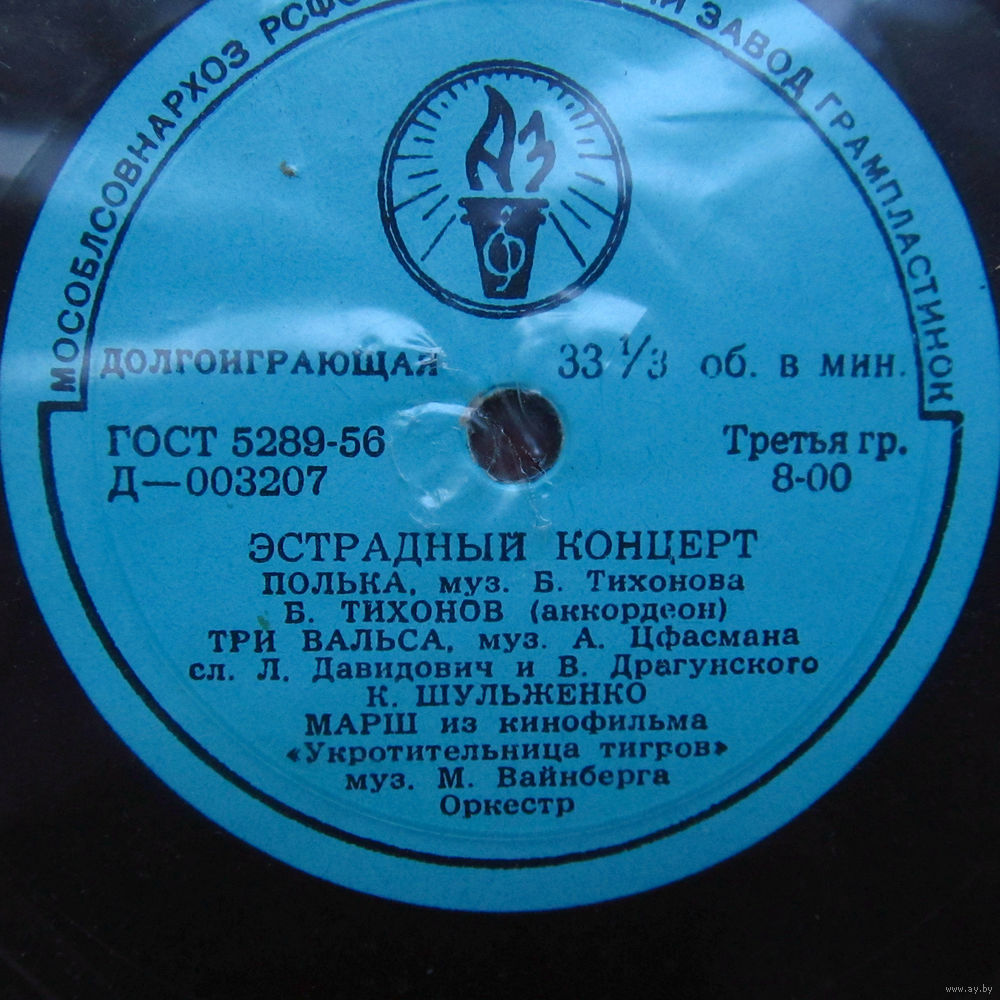 МОСОБЛСОВНАРХОЗ
ЗАВОД ГРАМПЛАСТИНОК
АЗ
ДОЛГОИГРАЮЩАЯ 33 1/3 об. в мин.
ГОСТ 5289-56 Третья гр.
Д—003207 8-00
ЭСТРАДНЫЙ КОНЦЕРТ
ПОЛЬКА, муз. Б. Тихонова
Б. ТИХОНОВ (аккордеон)
ТРИ ВАЛЬСА, муз. А. Цфасмана
сл. Л. Давидович и В. Драгунского
К. ШУЛЬЖЕНКО
МАРШ из кинофильма
«Укротительница тигров»
муз. М. Вайнберга
Оркестр
www.ay.by